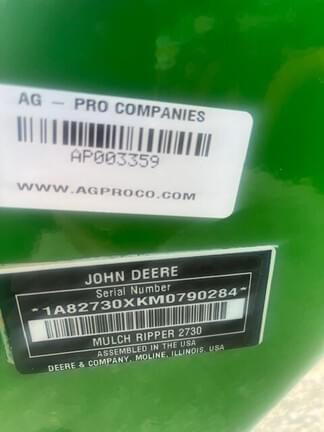 AG - PRO COMPANIES
AP003359
WWW.AGPROCO.COM
JOHN DEERE
Serial Number
*1A82730XKM0790284*
MULCH RIPPER 2730
ASSEMBLED IN THE USA
DEERE & COMPANY, MOLINE, ILLINOIS, USA